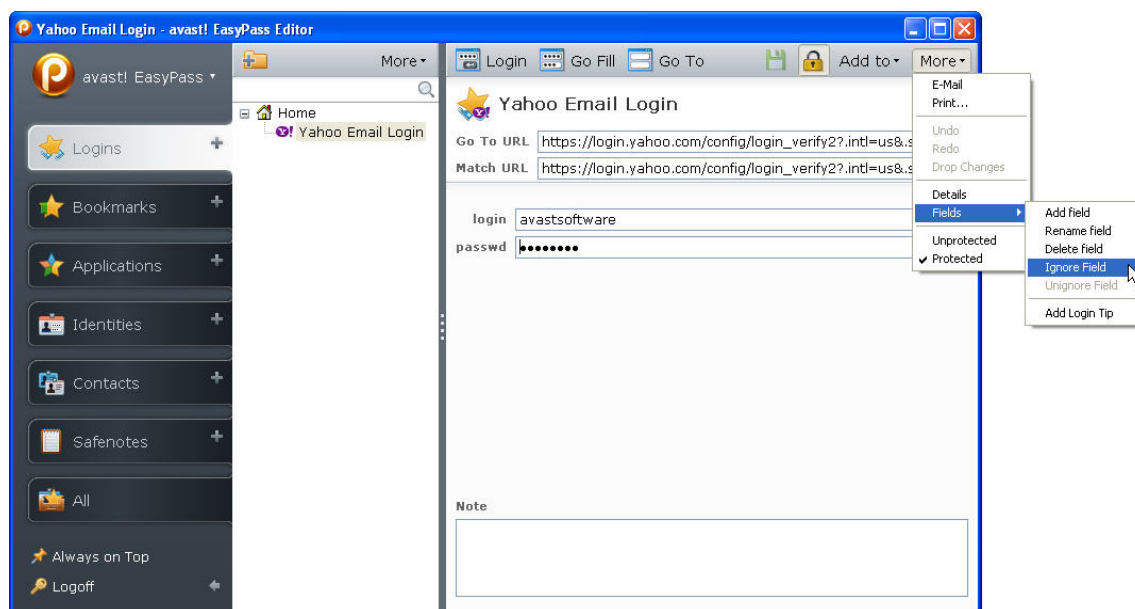 Yahoo Email Login - avast! EasyPass Editor
avast! EasyPass
Logins
Bookmarks
Applications
Identities
Contacts
Safenotes
All
Always on Top
Logoff
More
Home
Yahoo Email Login
Login Go Fill Go To Add to More
Yahoo Email Login
Go To URL https://login.yahoo.com/config/login_verify2?.intl=us&.s
Match URL https://login.yahoo.com/config/login_verify2?.intl=us&.s
login avastsoftware
passwd ••••••••
Note
E-Mail
Print...
Undo
Redo
Drop Changes
Details
Fields
Unprotected
Protected
Add field
Rename field
Delete field
Ignore Field
Unignore Field
Add Login Tip